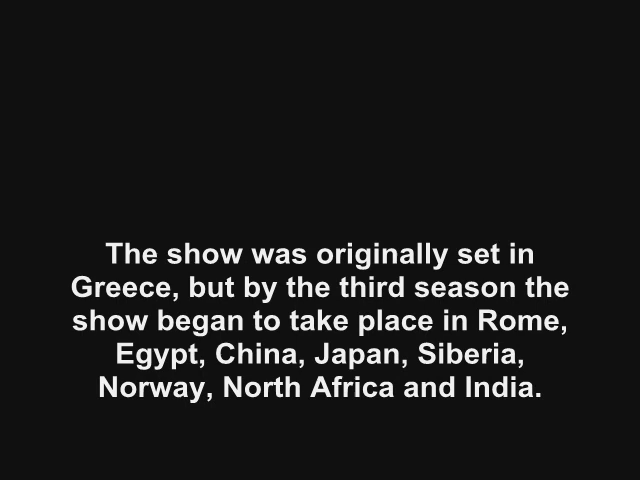 The show was originally set in
Greece, but by the third season the
show began to take place in Rome,
Egypt, China, Japan, Siberia,
Norway, North Africa and India.